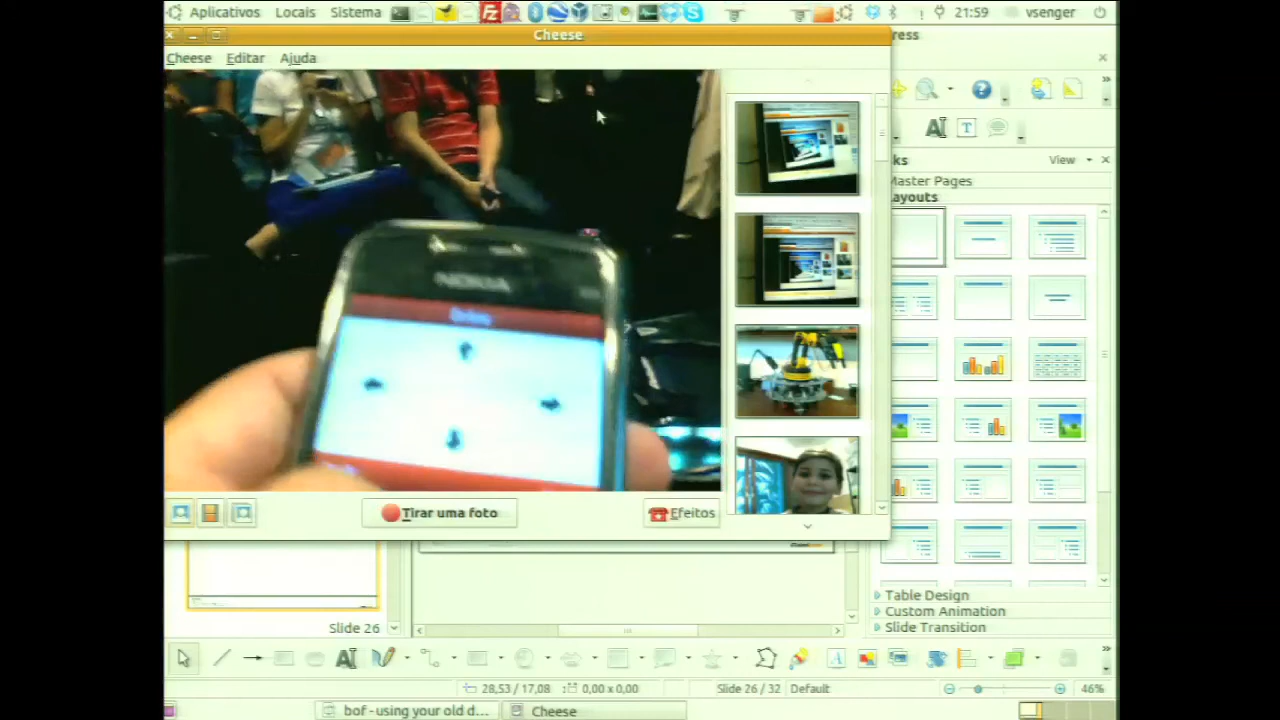 Aplicativos Locais Sistema 21:59 vsenger
Cheese
ress
Cheese Editar Ajuda
ks View
Master Pages
ayouts
NOKIA
Tirar uma foto Efeitos
Table Design
Custom Animation
Slide Transition
Slide 26
28,53 / 17,08 0,00 x 0,00 Slide 26 / 32 Default 46%
bof - using your old d... Cheese